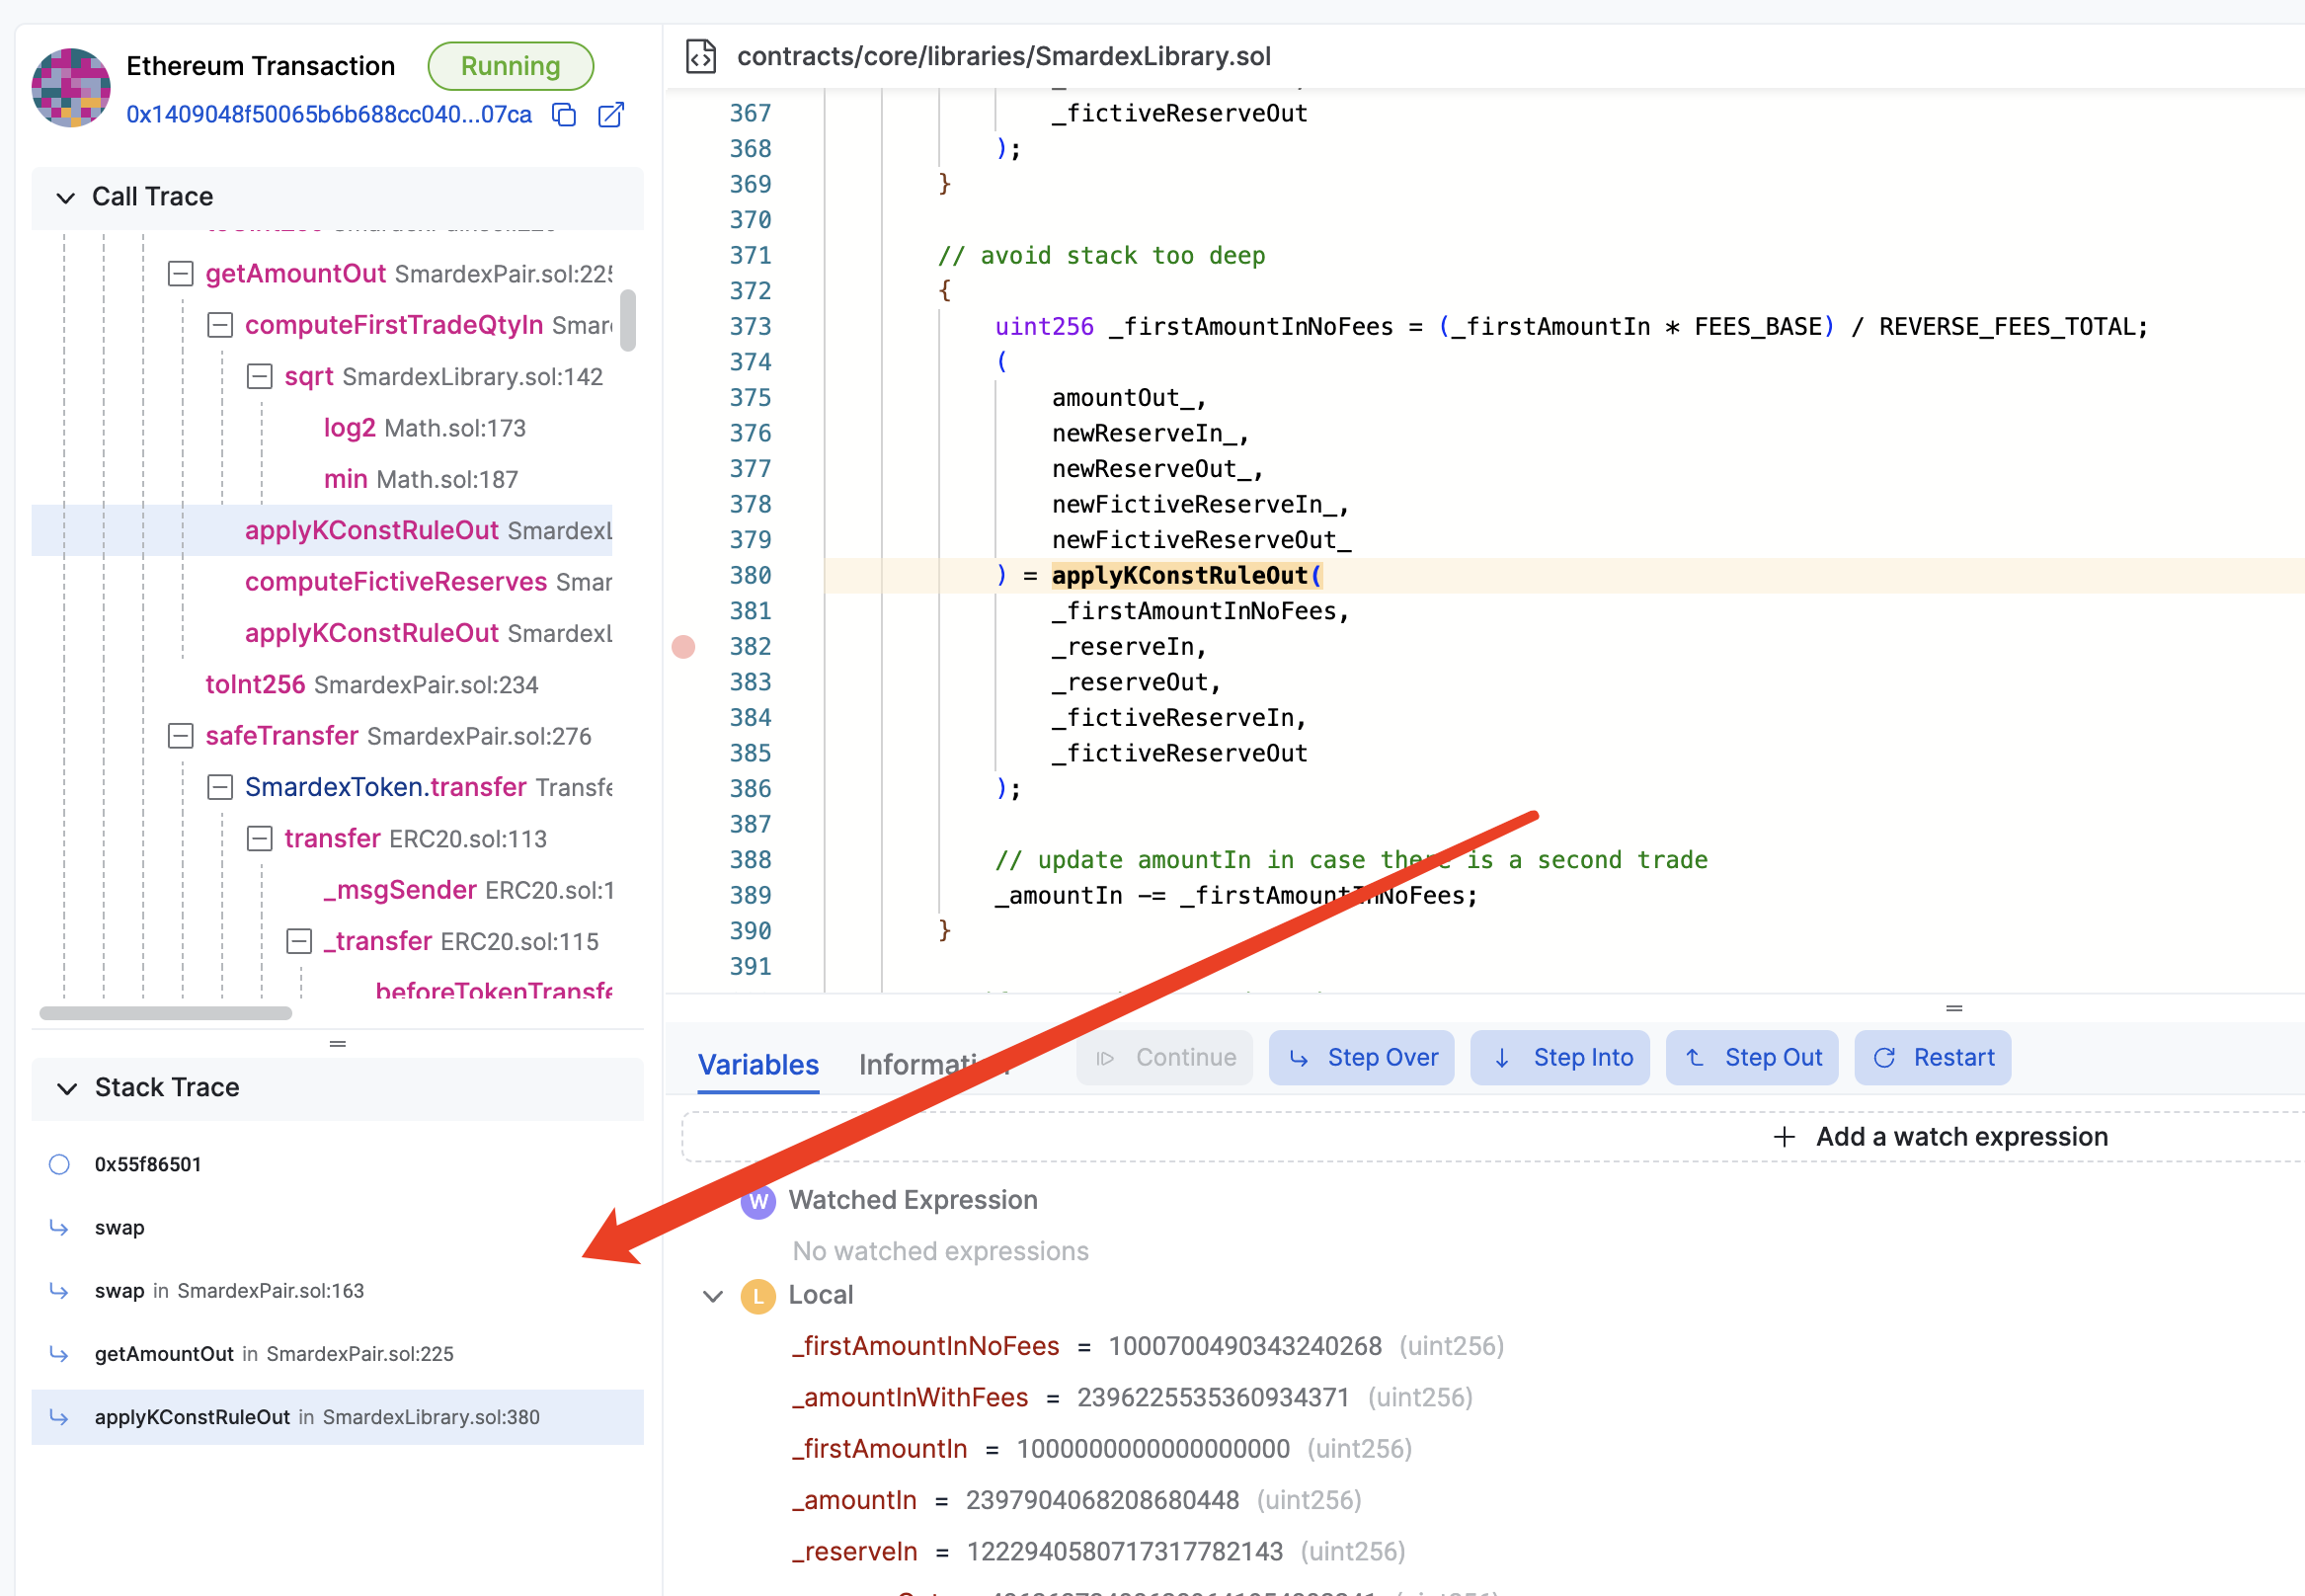 Ethereum Transaction
Running
0x1409048f50065b6b688cc040...07ca
Call Trace
getAmountOut SmardexPair.sol:225
computeFirstTradeQtyIn Smar
sqrt SmardexLibrary.sol:142
log2 Math.sol:173
min Math.sol:187
applyKConstRuleOut SmardexL
computeFictiveReserves Smar
applyKConstRuleOut SmardexL
toInt256 SmardexPair.sol:234
safeTransfer SmardexPair.sol:276
SmardexToken.transfer Transfe
transfer ERC20.sol:113
_msgSender ERC20.sol:1
_transfer ERC20.sol:115
beforeTokenTransfe
Stack Trace
0x55f86501
swap
swap in SmardexPair.sol:163
getAmountOut in SmardexPair.sol:225
applyKConstRuleOut in SmardexLibrary.sol:380
contracts/core/libraries/SmardexLibrary.sol
367 _fictiveReserveOut
368 );
369 }
370
371 // avoid stack too deep
372 {
373 uint256 _firstAmountInNoFees = (_firstAmountIn * FEES_BASE) / REVERSE_FEES_TOTAL;
374 (
375 amountOut_,
376 newReserveIn_,
377 newReserveOut_,
378 newFictiveReserveIn_,
379 newFictiveReserveOut_
380 ) = applyKConstRuleOut(
381 _firstAmountInNoFees,
382 _reserveIn,
383 _reserveOut,
384 _fictiveReserveIn,
385 _fictiveReserveOut
386 );
387
388 // update amountIn in case there is a second trade
389 _amountIn -= _firstAmountInNoFees;
390 }
391
Variables
Information
Continue
Step Over
Step Into
Step Out
Restart
+ Add a watch expression
W Watched Expression
No watched expressions
L Local
_firstAmountInNoFees = 1000700490343240268 (uint256)
_amountInWithFees = 2396225535360934371 (uint256)
_firstAmountIn = 1000000000000000000 (uint256)
_amountIn = 2397904068208680448 (uint256)
_reserveIn = 1222940580717317782143 (uint256)